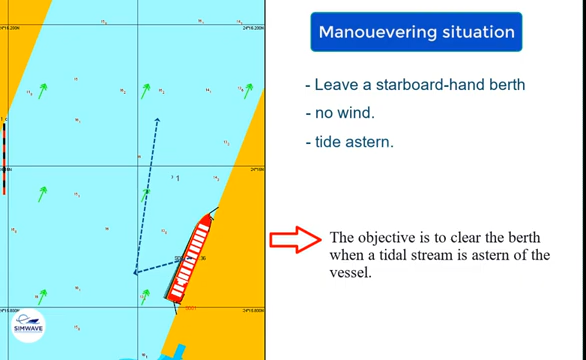 Manouevering situation
- Leave a starboard-hand berth
- no wind.
- tide astern.
The objective is to clear the berth
when a tidal stream is astern of the
vessel.
SIMWAVE